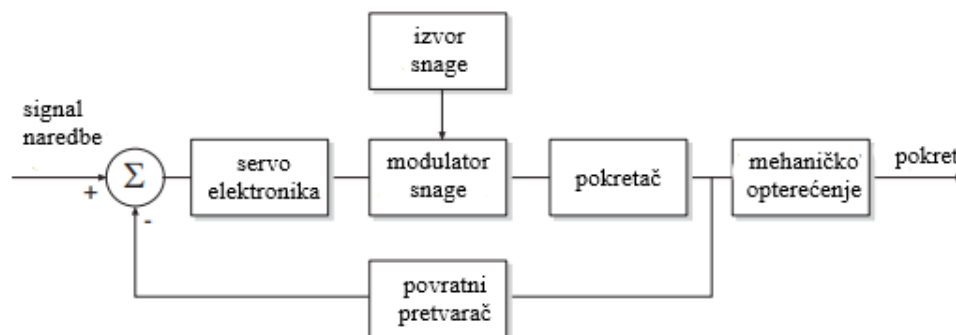 izvor
snage
signal
naredbe
+
Σ
-
servo
elektronika
modulator
snage
pokretač
mehaničko
opterećenje
pokret
povratni
pretvarač